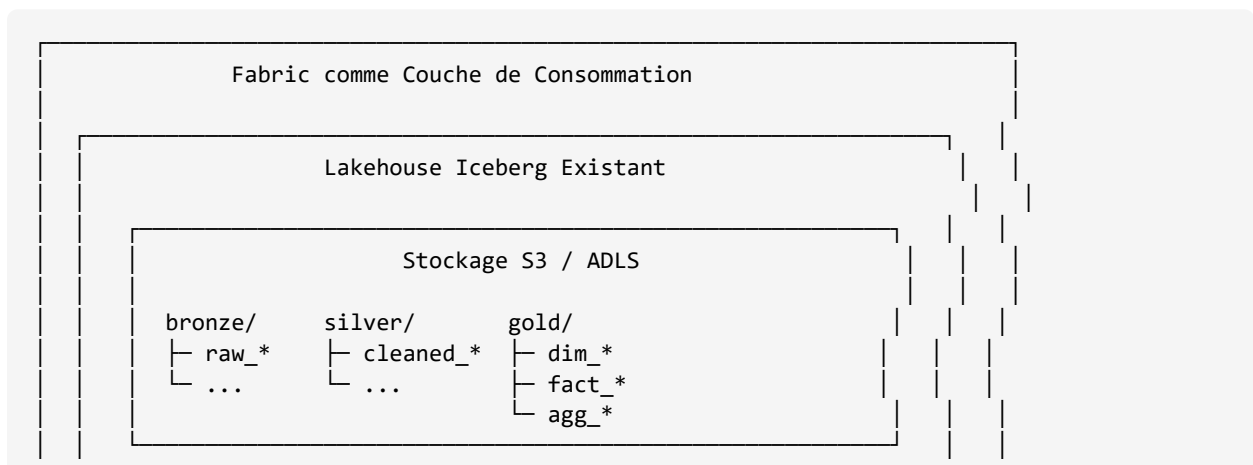 Fabric comme Couche de Consommation
Lakehouse Iceberg Existant
Stockage S3 / ADLS
bronze/ silver/ gold/
├─ raw_* ├─ cleaned_* ├─ dim_*
└─ ... └─ ... ├─ fact_*
└─ agg_*